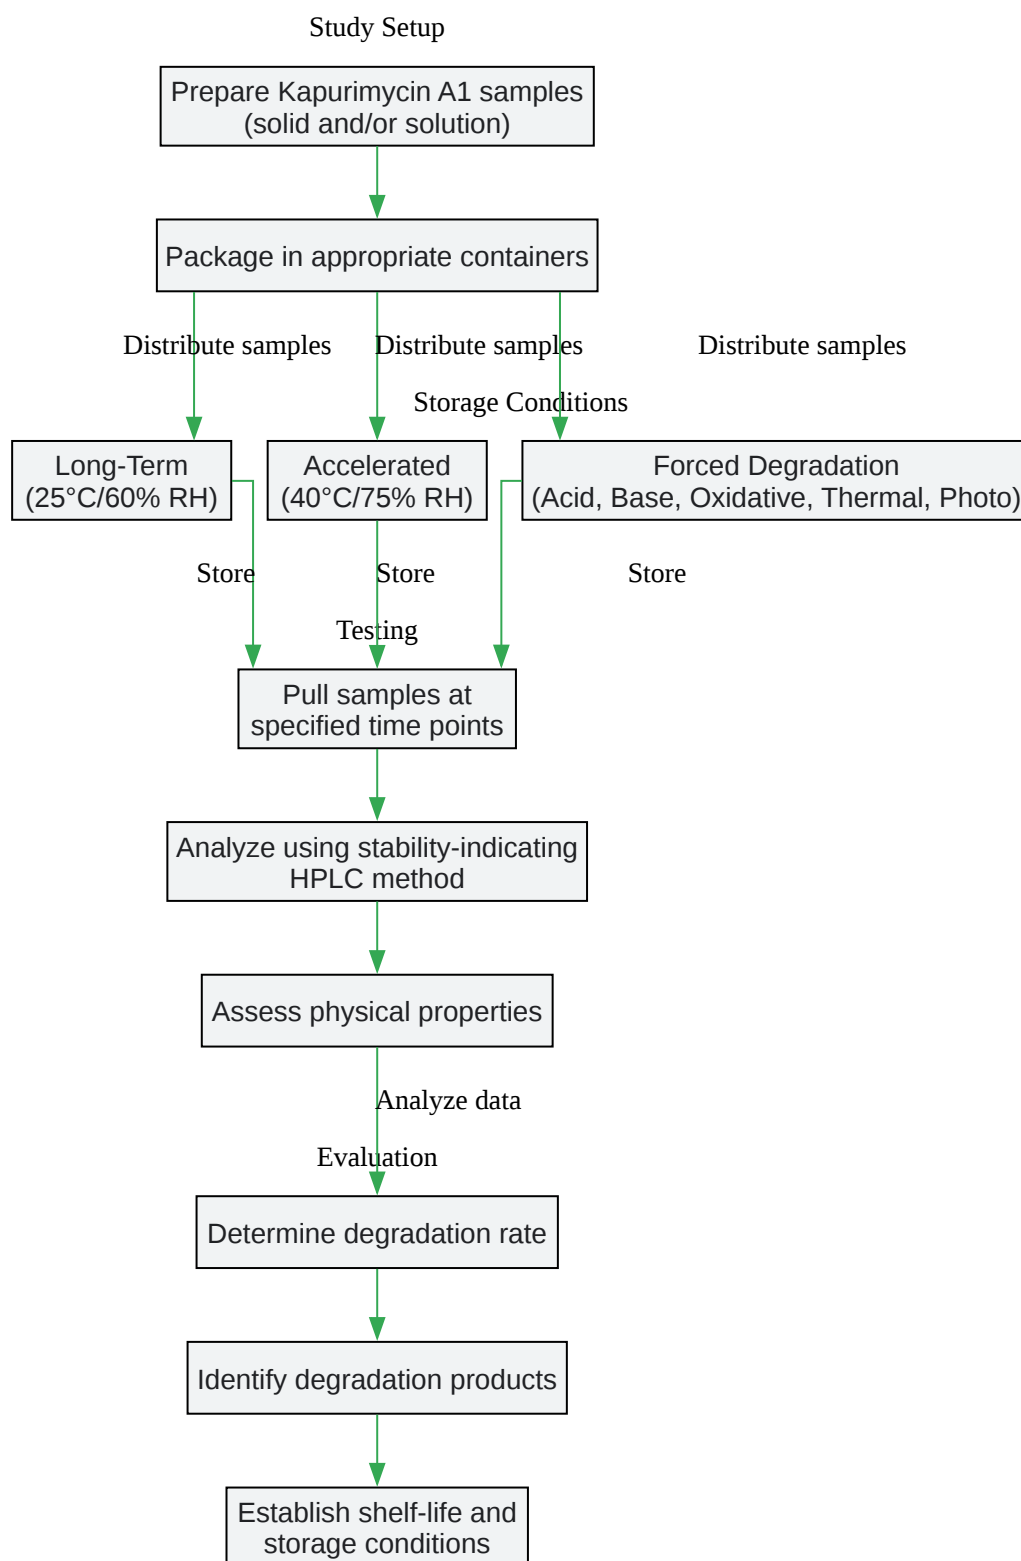 Study Setup
Prepare Kapurimycin A1 samples
(solid and/or solution)
Package in appropriate containers
Distribute samples
Distribute samples
Distribute samples
Storage Conditions
Long-Term
(25°C/60% RH)
Accelerated
(40°C/75% RH)
Forced Degradation
(Acid, Base, Oxidative, Thermal, Photo)
Store
Store
Store
Testing
Pull samples at
specified time points
Analyze using stability-indicating
HPLC method
Assess physical properties
Analyze data
Evaluation
Determine degradation rate
Identify degradation products
Establish shelf-life and
storage conditions